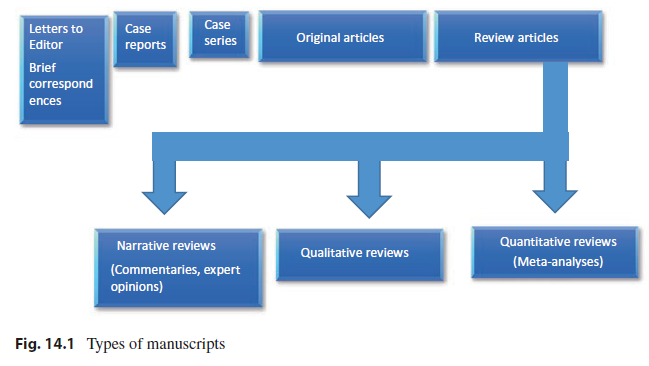 Letters to
Editor
Brief
correspond
ences
Case
reports
Case
series
Original articles
Review articles
Narrative reviews
(Commentaries, expert
opinions)
Qualitative reviews
Quantitative reviews
(Meta-analyses)
Fig. 14.1 Types of manuscripts